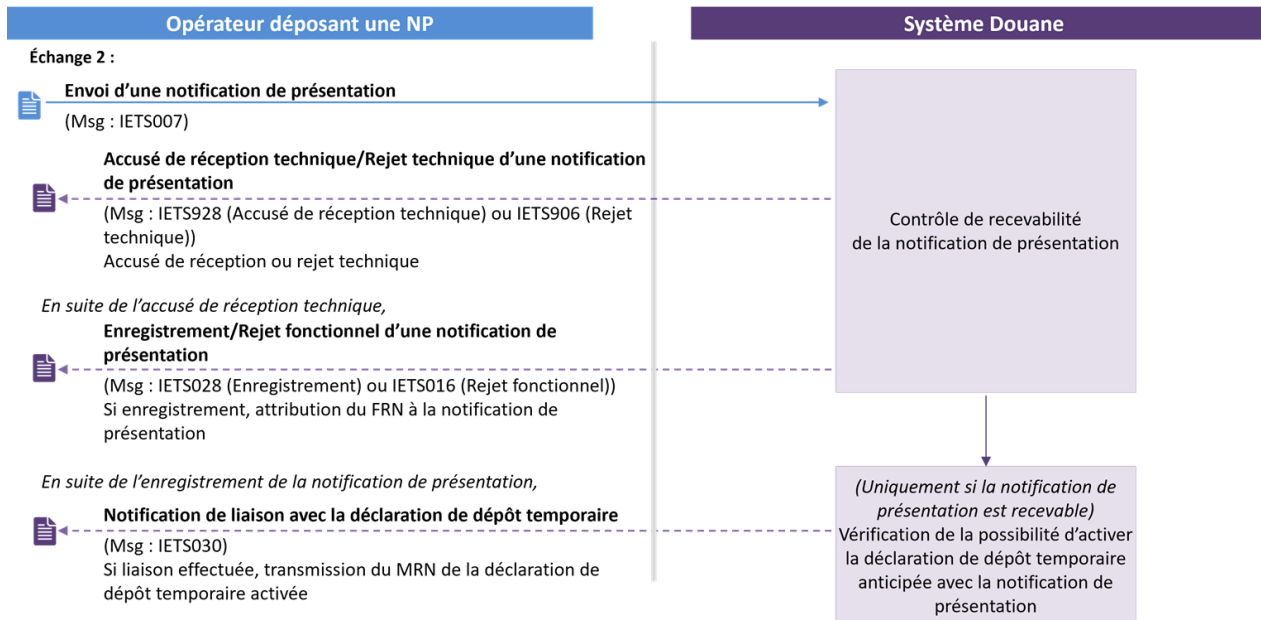 Opérateur déposant une NP
Système Douane
Échange 2 :
Envoi d’une notification de présentation
(Msg : IETS007)
Accusé de réception technique/Rejet technique d’une notification
de présentation
(Msg : IETS928 (Accusé de réception technique) ou IETS906 (Rejet
technique))
Accusé de réception ou rejet technique
Contrôle de recevabilité
de la notification de présentation
En suite de l’accusé de réception technique,
Enregistrement/Rejet fonctionnel d’une notification de
présentation
(Msg : IETS028 (Enregistrement) ou IETS016 (Rejet fonctionnel))
Si enregistrement, attribution du FRN à la notification de
présentation
En suite de l’enregistrement de la notification de présentation,
Notification de liaison avec la déclaration de dépôt temporaire
(Msg : IETS030)
Si liaison effectuée, transmission du MRN de la déclaration de
dépôt temporaire activée
(Uniquement si la notification de
présentation est recevable)
Vérification de la possibilité d’activer
la déclaration de dépôt temporaire
anticipée avec la notification de
présentation